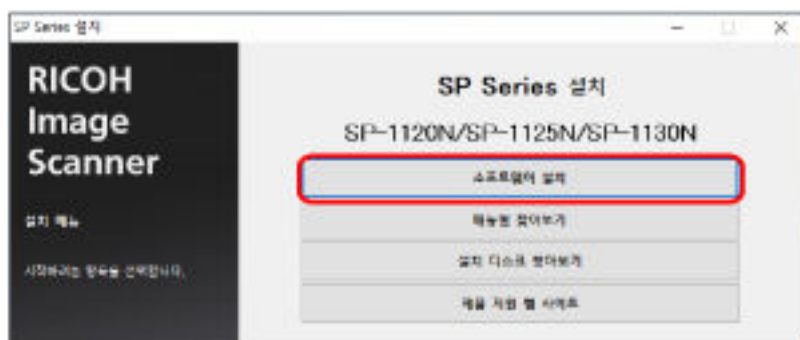 SP Series 설치
RICOH
Image
Scanner
설치 메뉴
시작하려는 항목을 선택합니다.
SP Series 설치
SP-1120N/SP-1125N/SP-1130N
소프트웨어 설치
매뉴얼 찾아보기
설치 디스크 찾아보기
제품 지원 웹 사이트